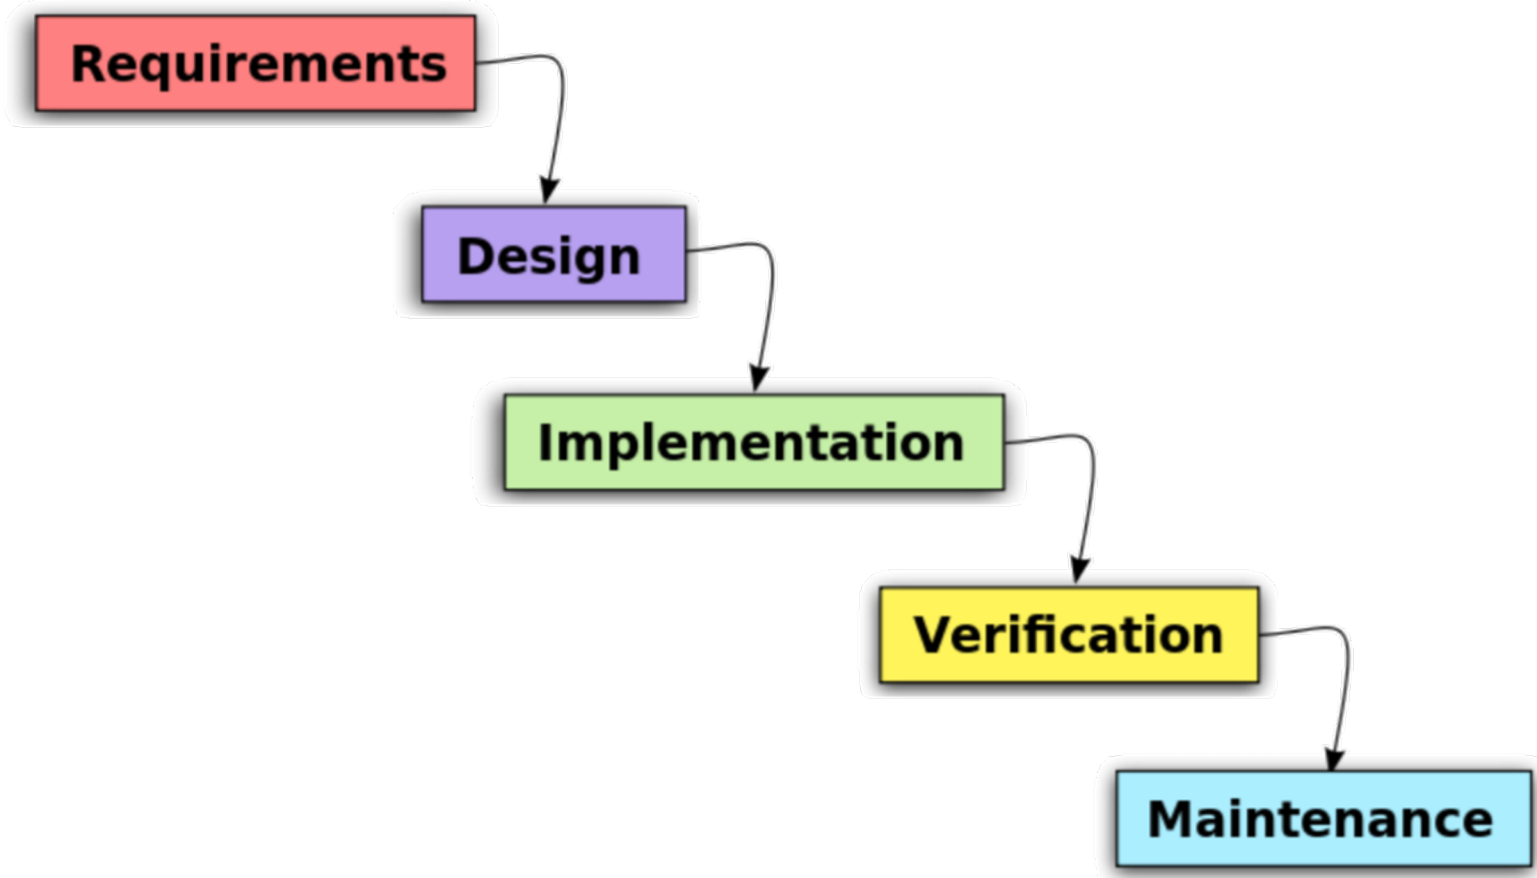 Requirements
Design
Implementation
Verification
Maintenance